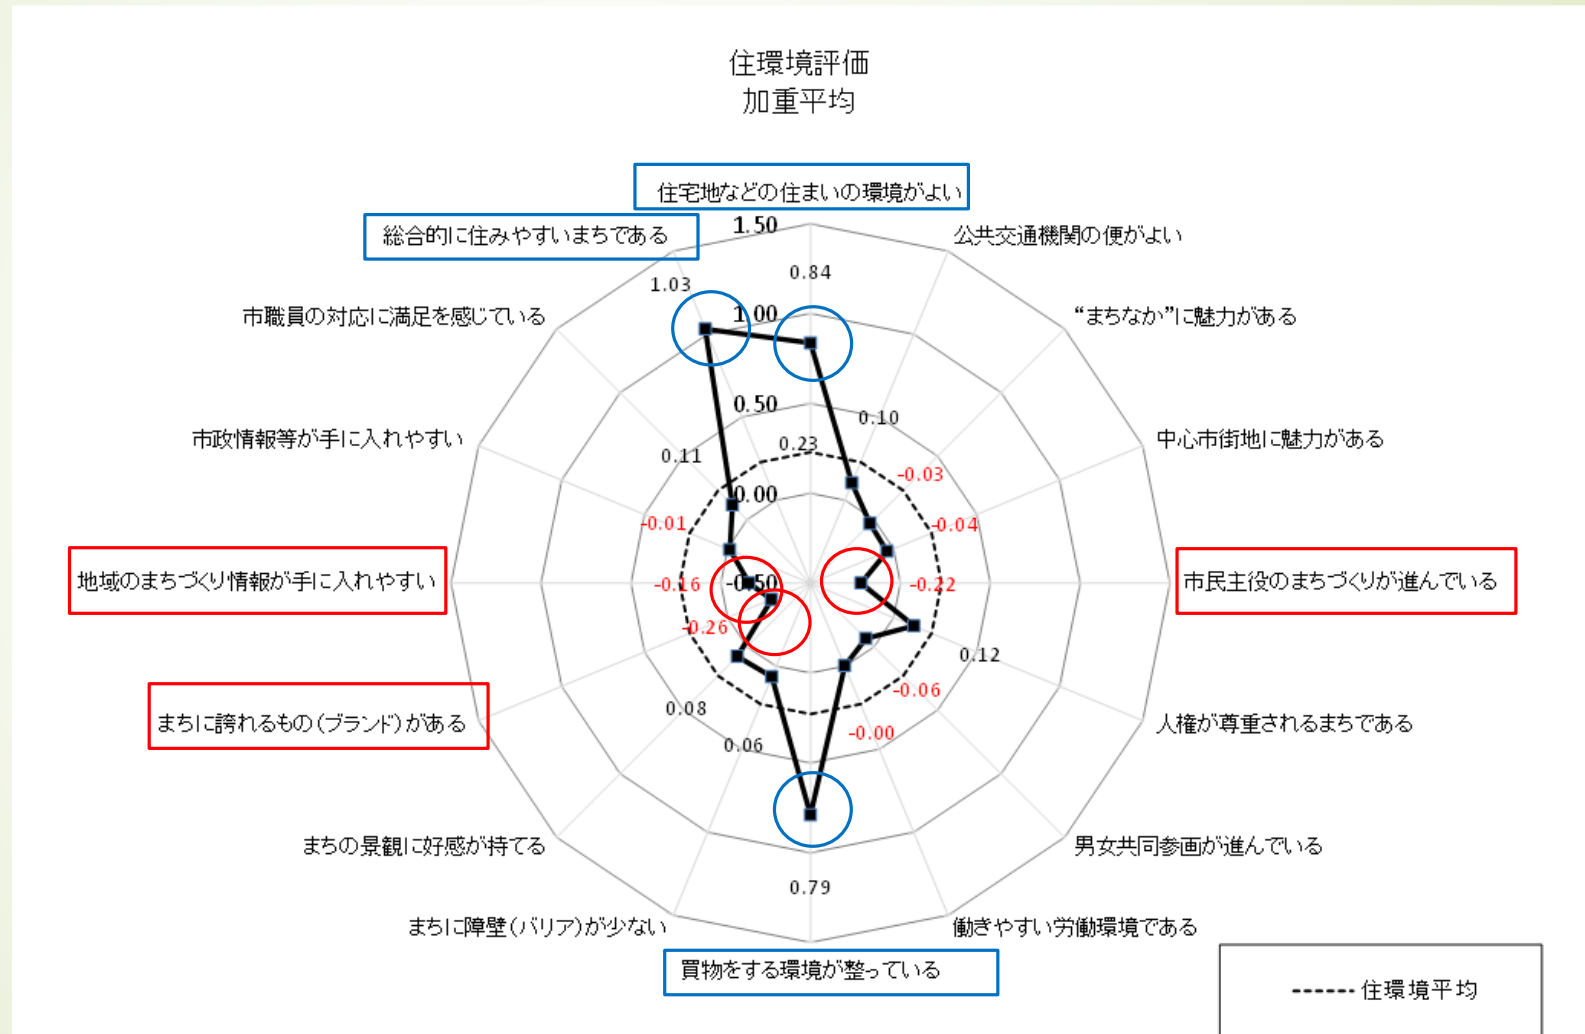 住環境評価
加重平均
住宅地などの住まいの環境がよい
総合的に住みやすいまちである
1.50
公共交通機関の便がよい
0.84
1.03
市職員の対応に満足を感じている
1.00
“まちなか”に魅力がある
0.50
0.10
市政情報等が手に入れやすい
0.11
0.23
中心市街地に魅力がある
-0.03
0.00
-0.01
-0.04
地域のまちづくり情報が手に入れやすい
-0.16
-0.50
-0.22
市民主役のまちづくりが進んでいる
-0.26
0.12
まちに誇れるもの(ブランド)がある
人権が尊重されるまちである
0.08
-0.06
0.06
-0.00
まちの景観に好感が持てる
男女共同参画が進んでいる
0.79
まちに障壁(バリア)が少ない
働きやすい労働環境である
買物をする環境が整っている
住環境平均